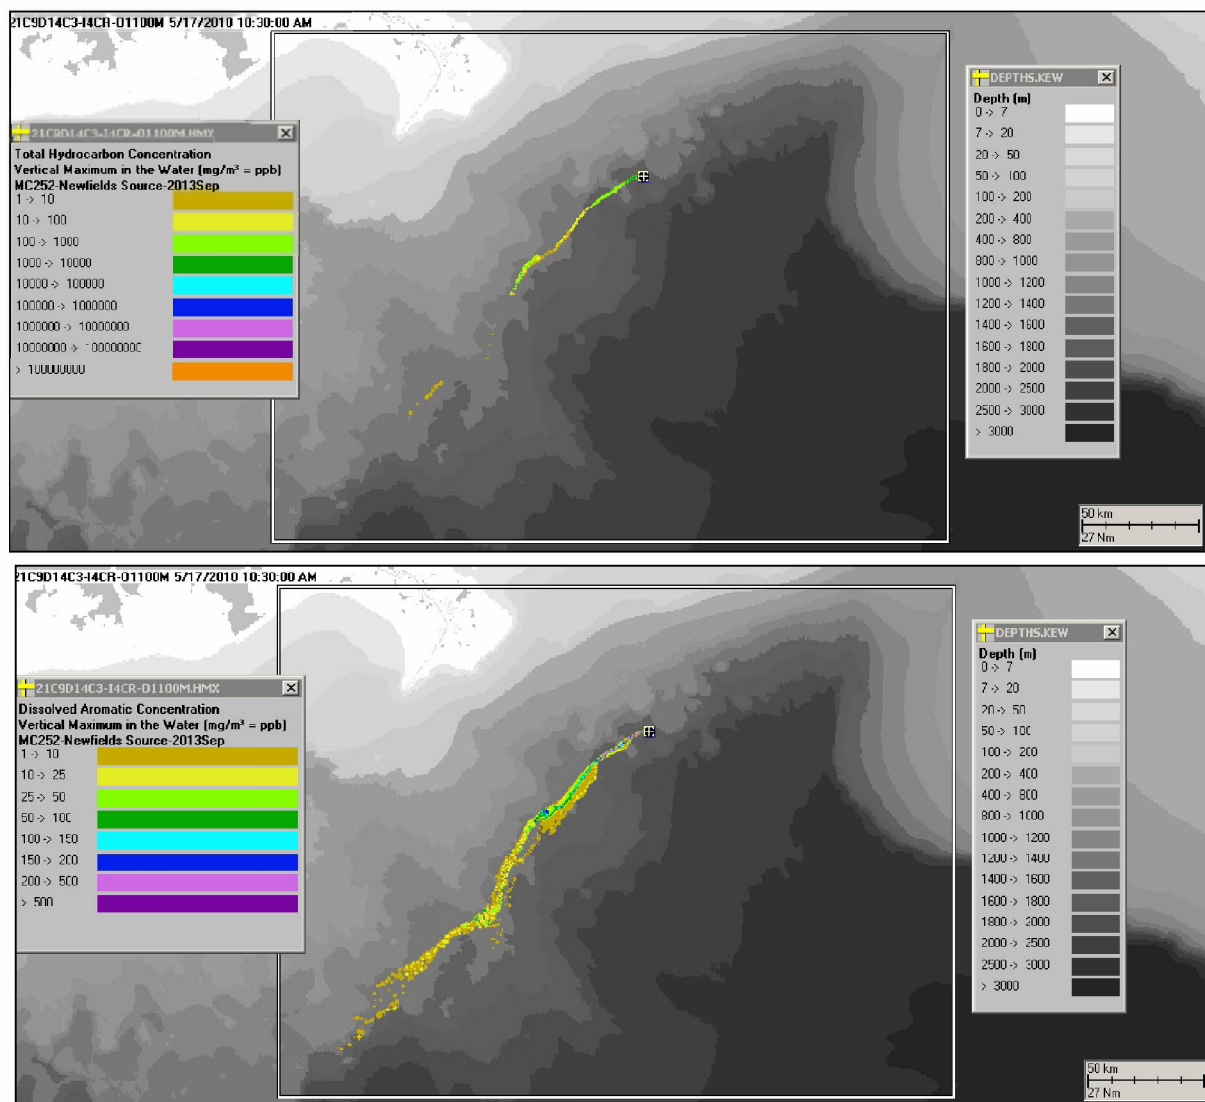 21C9D14C3-I4CR-O1100M 5/17/2010 10:30:00 AM
21C9D14C3-I4CR-O1100M.HMX
Total Hydrocarbon Concentration
Vertical Maximum in the Water (mg/m³ = ppb)
MC252-Newfields Source-2013Sep
1 -> 10
10 -> 100
100 -> 1000
1000 -> 10000
10000 -> 100000
100000 -> 1000000
1000000 -> 10000000
10000000 -> 100000000
> 100000000
DEPTHS.KEW
Depth (m)
0 -> 7
7 -> 20
20 -> 50
50 -> 100
100 -> 200
200 -> 400
400 -> 800
800 -> 1000
1000 -> 1200
1200 -> 1400
1400 -> 1600
1600 -> 1800
1800 -> 2000
2000 -> 2500
2500 -> 3000
> 3000
50 km
27 Nm
21C9D14C3-I4CR-O1100M 5/17/2010 10:30:00 AM
21C9D14C3-I4CR-O1100M.HMX
Dissolved Aromatic Concentration
Vertical Maximum in the Water (mg/m³ = ppb)
MC252-Newfields Source-2013Sep
1 -> 10
10 -> 25
25 -> 50
50 -> 100
100 -> 150
150 -> 200
200 -> 500
> 500
DEPTHS.KEW
Depth (m)
0 -> 7
7 -> 20
20 -> 50
50 -> 100
100 -> 200
200 -> 400
400 -> 800
800 -> 1000
1000 -> 1200
1200 -> 1400
1400 -> 1600
1600 -> 1800
1800 -> 2000
2000 -> 2500
2500 -> 3000
> 3000
50 km
27 Nm